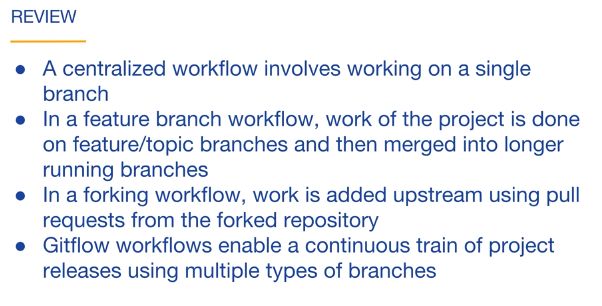 REVIEW
● A centralized workflow involves working on a single
branch
● In a feature branch workflow, work of the project is done
on feature/topic branches and then merged into longer
running branches
● In a forking workflow, work is added upstream using pull
requests from the forked repository
● Gitflow workflows enable a continuous train of project
releases using multiple types of branches